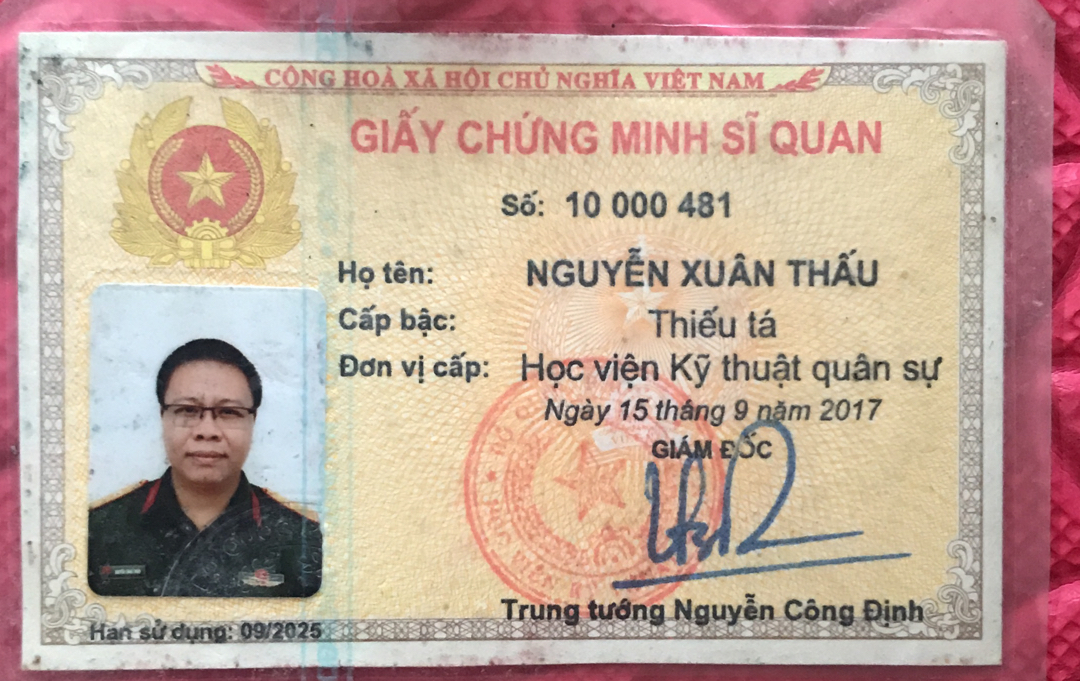 CỘNG HOÀ XÃ HỘI CHỦ NGHĨA VIỆT NAM
GIẤY CHỨNG MINH SĨ QUAN
Số: 10 000 481
Họ tên: NGUYỄN XUÂN THẤU
Cấp bậc: Thiếu tá
Đơn vị cấp: Học viện Kỹ thuật quân sự
Ngày 15 tháng 9 năm 2017
GIÁM ĐỐC
Trung tướng Nguyễn Công Định
Hạn sử dụng: 09/2025